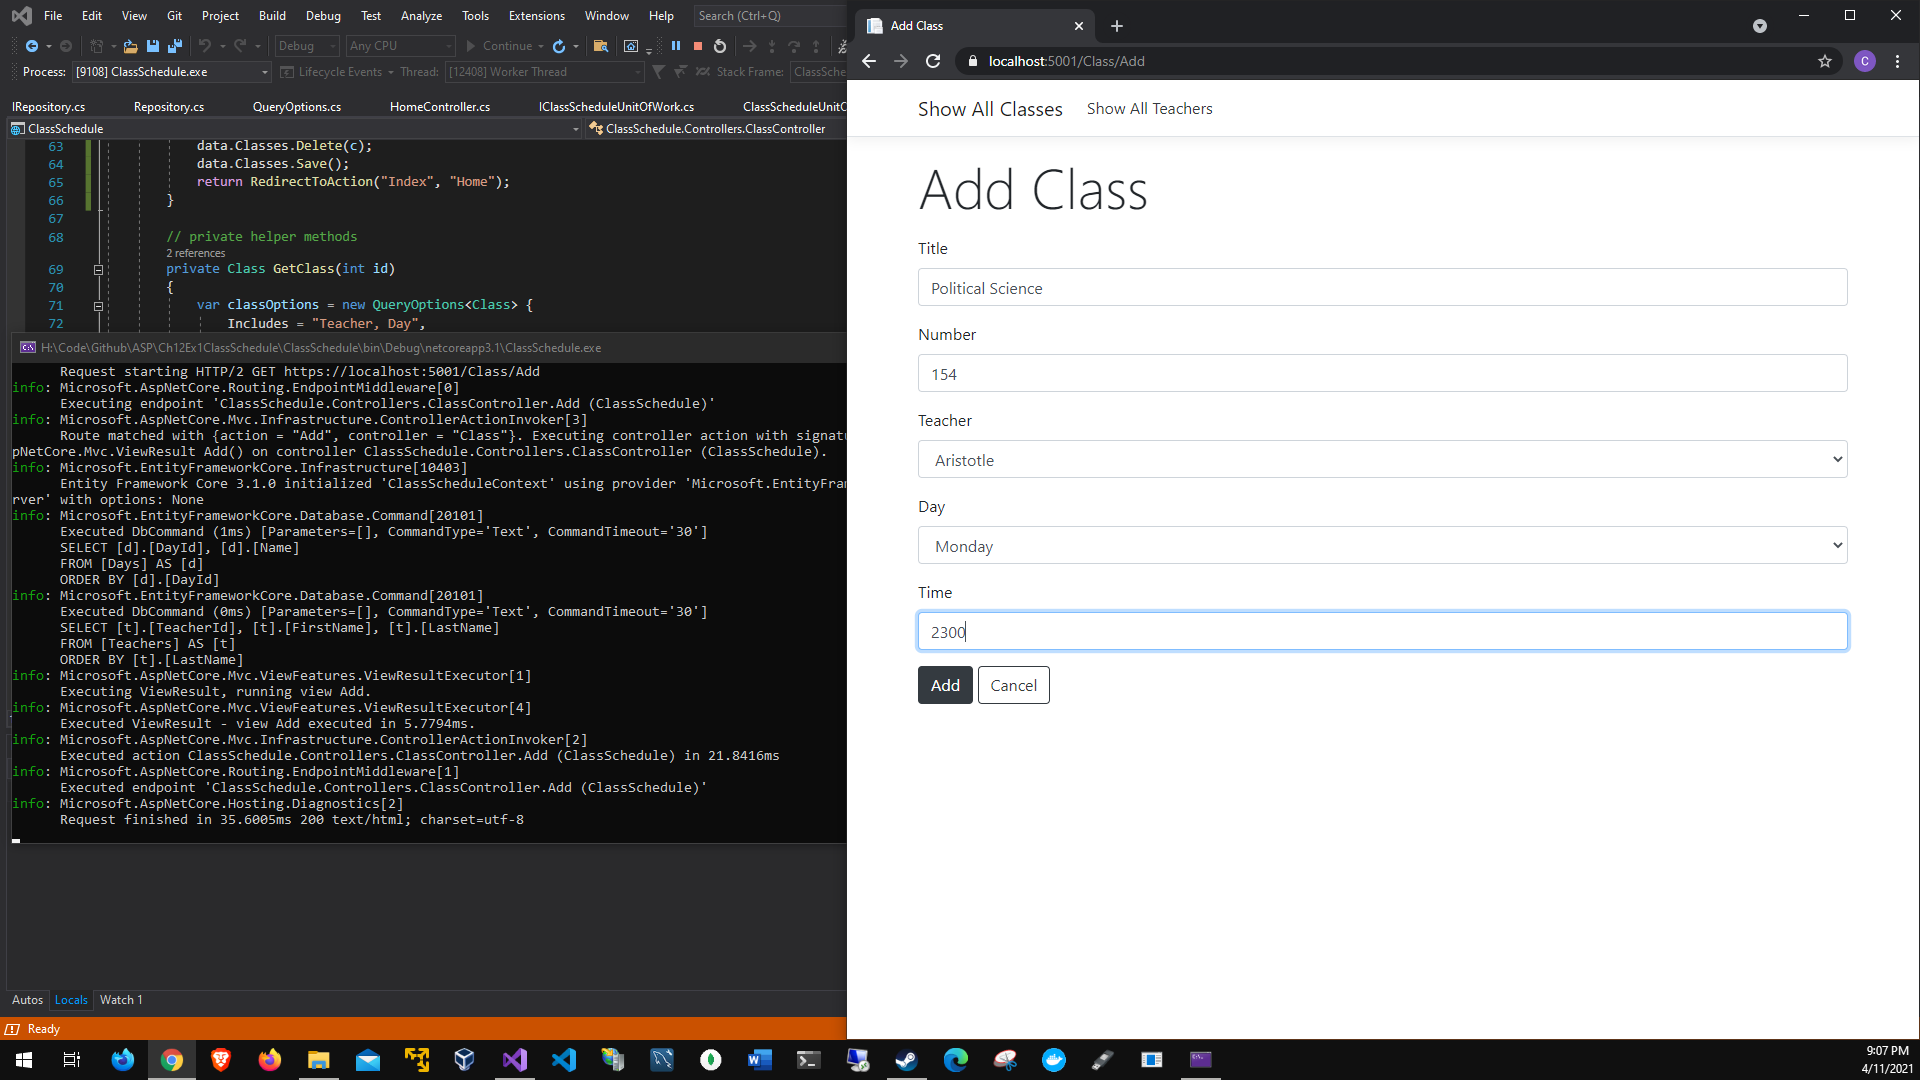 File Edit View Git Project Build Debug Test Analyze Tools Extensions Window Help Search (Ctrl+Q)
Debug Any CPU Continue
Process: [9108] ClassSchedule.exe Lifecycle Events Thread: [12408] Worker Thread Stack Frame: ClassSche
IRepository.cs Repository.cs QueryOptions.cs HomeController.cs IClassScheduleUnitOfWork.cs ClassScheduleUnitO
ClassSchedule ClassSchedule.Controllers.ClassController
63 data.Classes.Delete(c);
64 data.Classes.Save();
65 return RedirectToAction("Index", "Home");
66 }
67
68 // private helper methods
2 references
69 private Class GetClass(int id)
70 {
71 var classOptions = new QueryOptions<Class> {
72 Includes = "Teacher, Day",
H:\Code\Github\ASP\Ch12Ex1ClassSchedule\ClassSchedule\bin\Debug\netcoreapp3.1\ClassSchedule.exe
Request starting HTTP/2 GET https://localhost:5001/Class/Add
info: Microsoft.AspNetCore.Routing.EndpointMiddleware[0]
Executing endpoint 'ClassSchedule.Controllers.ClassController.Add (ClassSchedule)'
info: Microsoft.AspNetCore.Mvc.Infrastructure.ControllerActionInvoker[3]
Route matched with {action = "Add", controller = "Class"}. Executing controller action with signatu
pNetCore.Mvc.ViewResult Add() on controller ClassSchedule.Controllers.ClassController (ClassSchedule).
info: Microsoft.EntityFrameworkCore.Infrastructure[10403]
Entity Framework Core 3.1.0 initialized 'ClassScheduleContext' using provider 'Microsoft.EntityFra
rver' with options: None
info: Microsoft.EntityFrameworkCore.Database.Command[20101]
Executed DbCommand (1ms) [Parameters=[], CommandType='Text', CommandTimeout='30']
SELECT [d].[DayId], [d].[Name]
FROM [Days] AS [d]
ORDER BY [d].[DayId]
info: Microsoft.EntityFrameworkCore.Database.Command[20101]
Executed DbCommand (0ms) [Parameters=[], CommandType='Text', CommandTimeout='30']
SELECT [t].[TeacherId], [t].[FirstName], [t].[LastName]
FROM [Teachers] AS [t]
ORDER BY [t].[LastName]
info: Microsoft.AspNetCore.Mvc.ViewFeatures.ViewResultExecutor[1]
Executing ViewResult, running view Add.
info: Microsoft.AspNetCore.Mvc.ViewFeatures.ViewResultExecutor[4]
Executed ViewResult - view Add executed in 5.7794ms.
info: Microsoft.AspNetCore.Mvc.Infrastructure.ControllerActionInvoker[2]
Executed action ClassSchedule.Controllers.ClassController.Add (ClassSchedule) in 21.8416ms
info: Microsoft.AspNetCore.Routing.EndpointMiddleware[1]
Executed endpoint 'ClassSchedule.Controllers.ClassController.Add (ClassSchedule)'
info: Microsoft.AspNetCore.Hosting.Diagnostics[2]
Request finished in 35.6005ms 200 text/html; charset=utf-8
Autos Locals Watch 1
Ready
Add Class
localhost:5001/Class/Add
C
Show All Classes Show All Teachers
Add Class
Title
Political Science
Number
154
Teacher
Aristotle
Day
Monday
Time
2300
Add Cancel
9:07 PM
4/11/2021